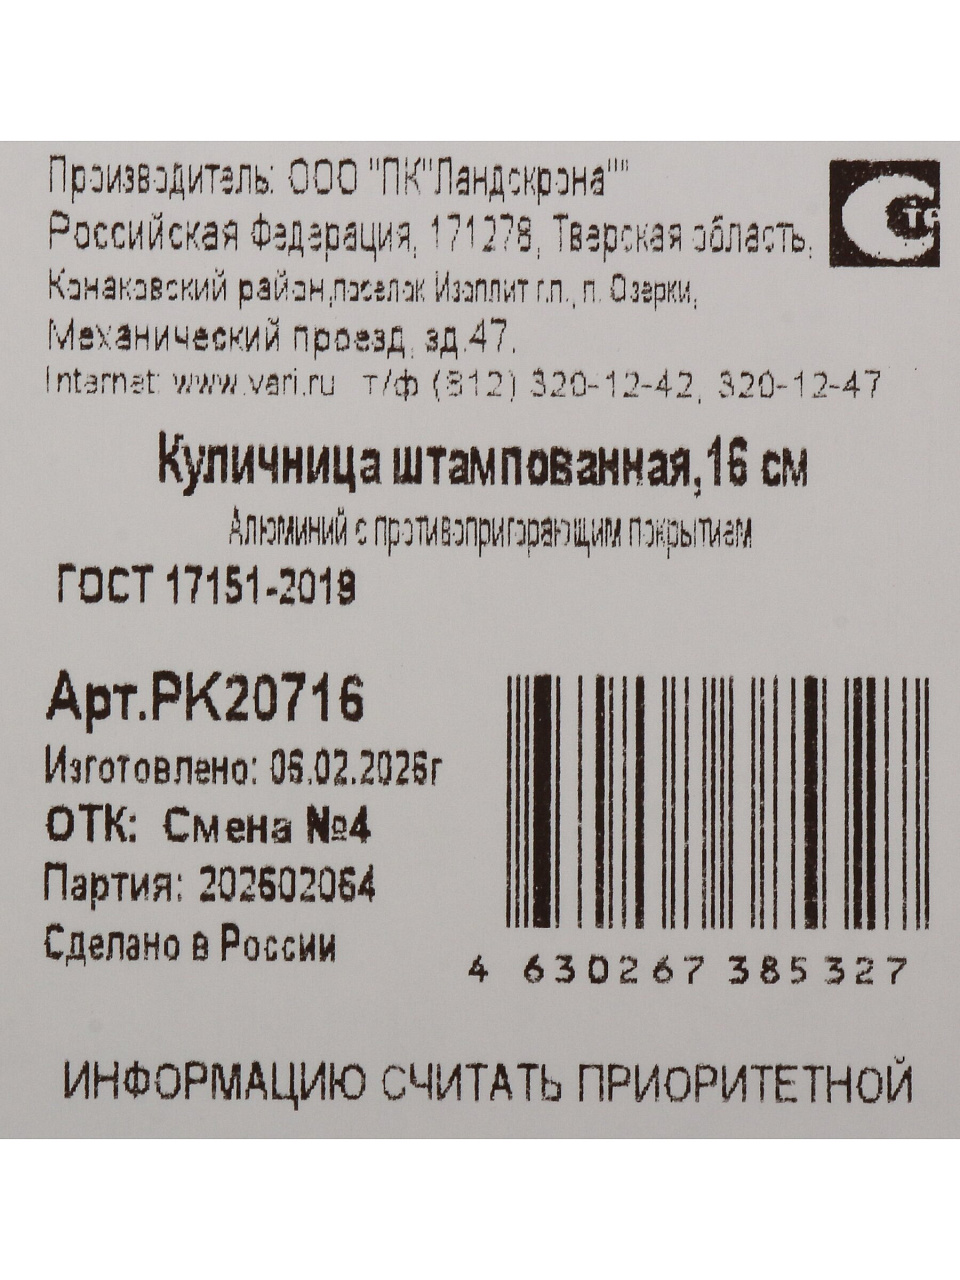 Производитель: ООО "ПК"Ландскрона""
Российская Федерация, 171278, Тверская область,
Конаковский район,поселок Изоплит г.п., п. Озерки,
Механический проезд, зд.47.
Internet: www.vari.ru т/ф (812) 320-12-42, 320-12-47
Куличница штампованная,16 см
Алюминий с противопригорающим покрытием
ГОСТ 17151-2019
Арт.РК20716
Изготовлено: 06.02.2026г
ОТК: Смена №4
Партия: 202602064
Сделано в России
4 630267 385327
ИНФОРМАЦИЮ СЧИТАТЬ ПРИОРИТЕТНОЙ